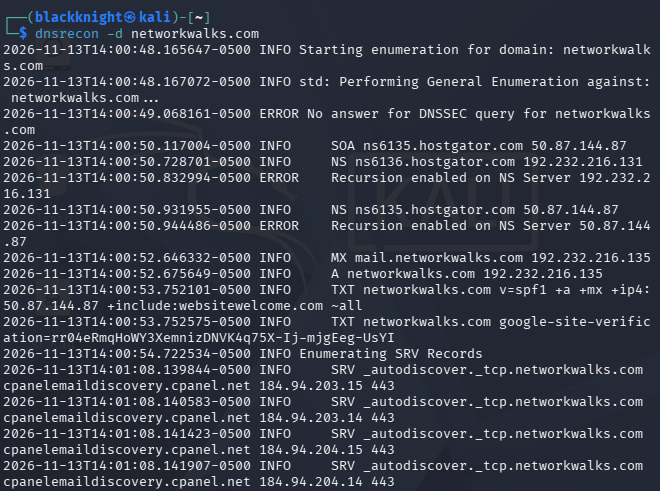 ┌──(blackknight㉿kali)-[~]
└─$ dnsrecon -d networkwalks.com
2026-11-13T14:00:48.165647-0500 INFO Starting enumeration for domain: networkwalk
s.com
2026-11-13T14:00:48.167072-0500 INFO std: Performing General Enumeration against:
 networkwalks.com...
2026-11-13T14:00:49.068161-0500 ERROR No answer for DNSSEC query for networkwalks
.com
2026-11-13T14:00:50.117004-0500 INFO     SOA ns6135.hostgator.com 50.87.144.87
2026-11-13T14:00:50.728701-0500 INFO     NS ns6136.hostgator.com 192.232.216.131
2026-11-13T14:00:50.832994-0500 ERROR    Recursion enabled on NS Server 192.232.2
16.131
2026-11-13T14:00:50.931955-0500 INFO     NS ns6135.hostgator.com 50.87.144.87
2026-11-13T14:00:50.944486-0500 ERROR    Recursion enabled on NS Server 50.87.144
.87
2026-11-13T14:00:52.646332-0500 INFO     MX mail.networkwalks.com 192.232.216.135
2026-11-13T14:00:52.675649-0500 INFO     A networkwalks.com 192.232.216.135
2026-11-13T14:00:53.752101-0500 INFO     TXT networkwalks.com v=spf1 +a +mx +ip4:
50.87.144.87 +include:websitewelcome.com ~all
2026-11-13T14:00:53.752575-0500 INFO     TXT networkwalks.com google-site-verific
ation=rr04eRmqHoWY3XemnizDNVK4q75X-Ij-mjgEeg-UsYI
2026-11-13T14:00:54.722534-0500 INFO Enumerating SRV Records
2026-11-13T14:01:08.139844-0500 INFO     SRV _autodiscover._tcp.networkwalks.com
cpanelemaildiscovery.cpanel.net 184.94.203.15 443
2026-11-13T14:01:08.140583-0500 INFO     SRV _autodiscover._tcp.networkwalks.com
cpanelemaildiscovery.cpanel.net 184.94.203.14 443
2026-11-13T14:01:08.141423-0500 INFO     SRV _autodiscover._tcp.networkwalks.com
cpanelemaildiscovery.cpanel.net 184.94.204.15 443
2026-11-13T14:01:08.141907-0500 INFO     SRV _autodiscover._tcp.networkwalks.com
cpanelemaildiscovery.cpanel.net 184.94.204.14 443
KALI